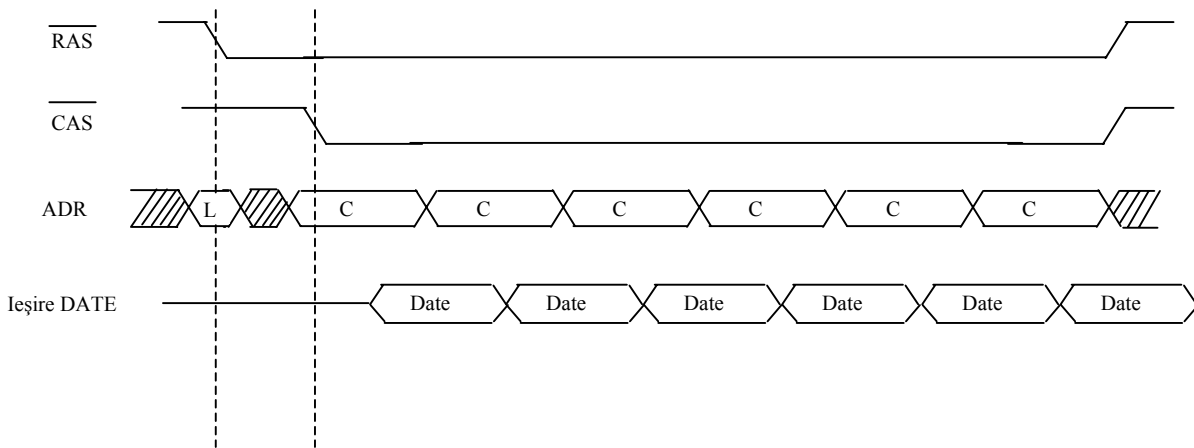 RAS
CAS
ADR L C C C C C C
Ieşire DATE Date Date Date Date Date Date